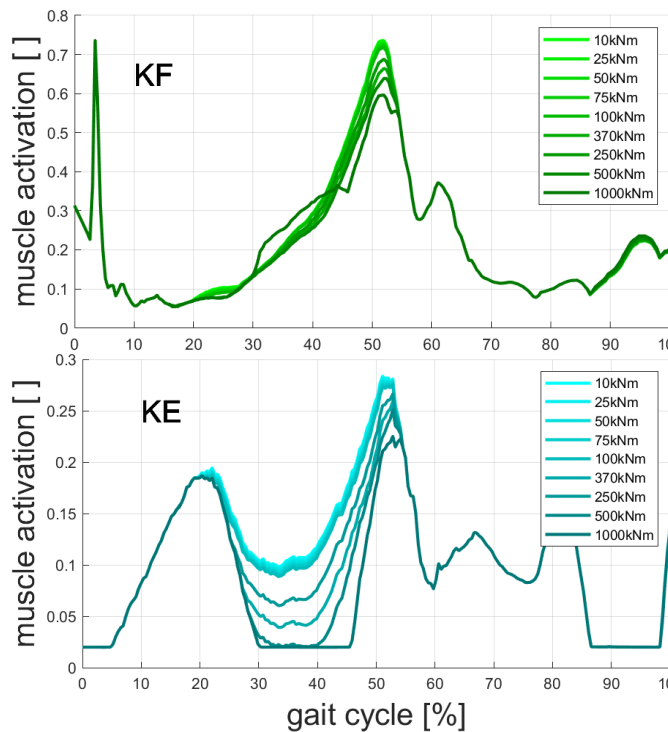 muscle activation [ ]
KF
0.8
0.7
0.6
0.5
0.4
0.3
0.2
0.1
0
0 10 20 30 40 50 60 70 80 90 100
10kNm
25kNm
50kNm
75kNm
100kNm
370kNm
250kNm
500kNm
1000kNm
muscle activation [ ]
KE
0.3
0.25
0.2
0.15
0.1
0.05
0
0 10 20 30 40 50 60 70 80 90 100
10kNm
25kNm
50kNm
75kNm
100kNm
370kNm
250kNm
500kNm
1000kNm
gait cycle [%]